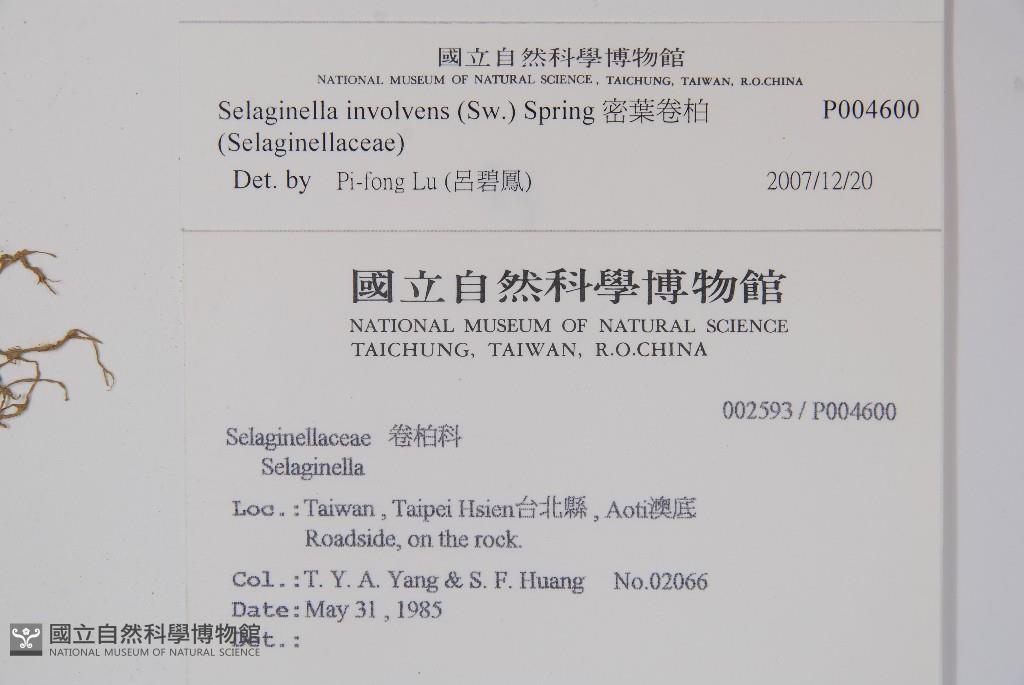 國立自然科學博物館
NATIONAL MUSEUM OF NATURAL SCIENCE, TAICHUNG, TAIWAN, R.O.CHINA
Selaginella involvens (Sw.) Spring 密葉卷柏 P004600
(Selaginellaceae)
Det. by Pi-fong Lu (呂碧鳳) 2007/12/20
國立自然科學博物館
NATIONAL MUSEUM OF NATURAL SCIENCE
TAICHUNG, TAIWAN, R.O.CHINA
002593 / P004600
Selaginellaceae 卷柏科
Selaginella
Loc.: Taiwan , Taipei Hsien台北縣 , Aoti澳底
Roadside, on the rock.
Col.: T. Y. A. Yang & S. F. Huang No.02066
Date: May 31 , 1985
Det.:
國立自然科學博物館
NATIONAL MUSEUM OF NATURAL SCIENCE